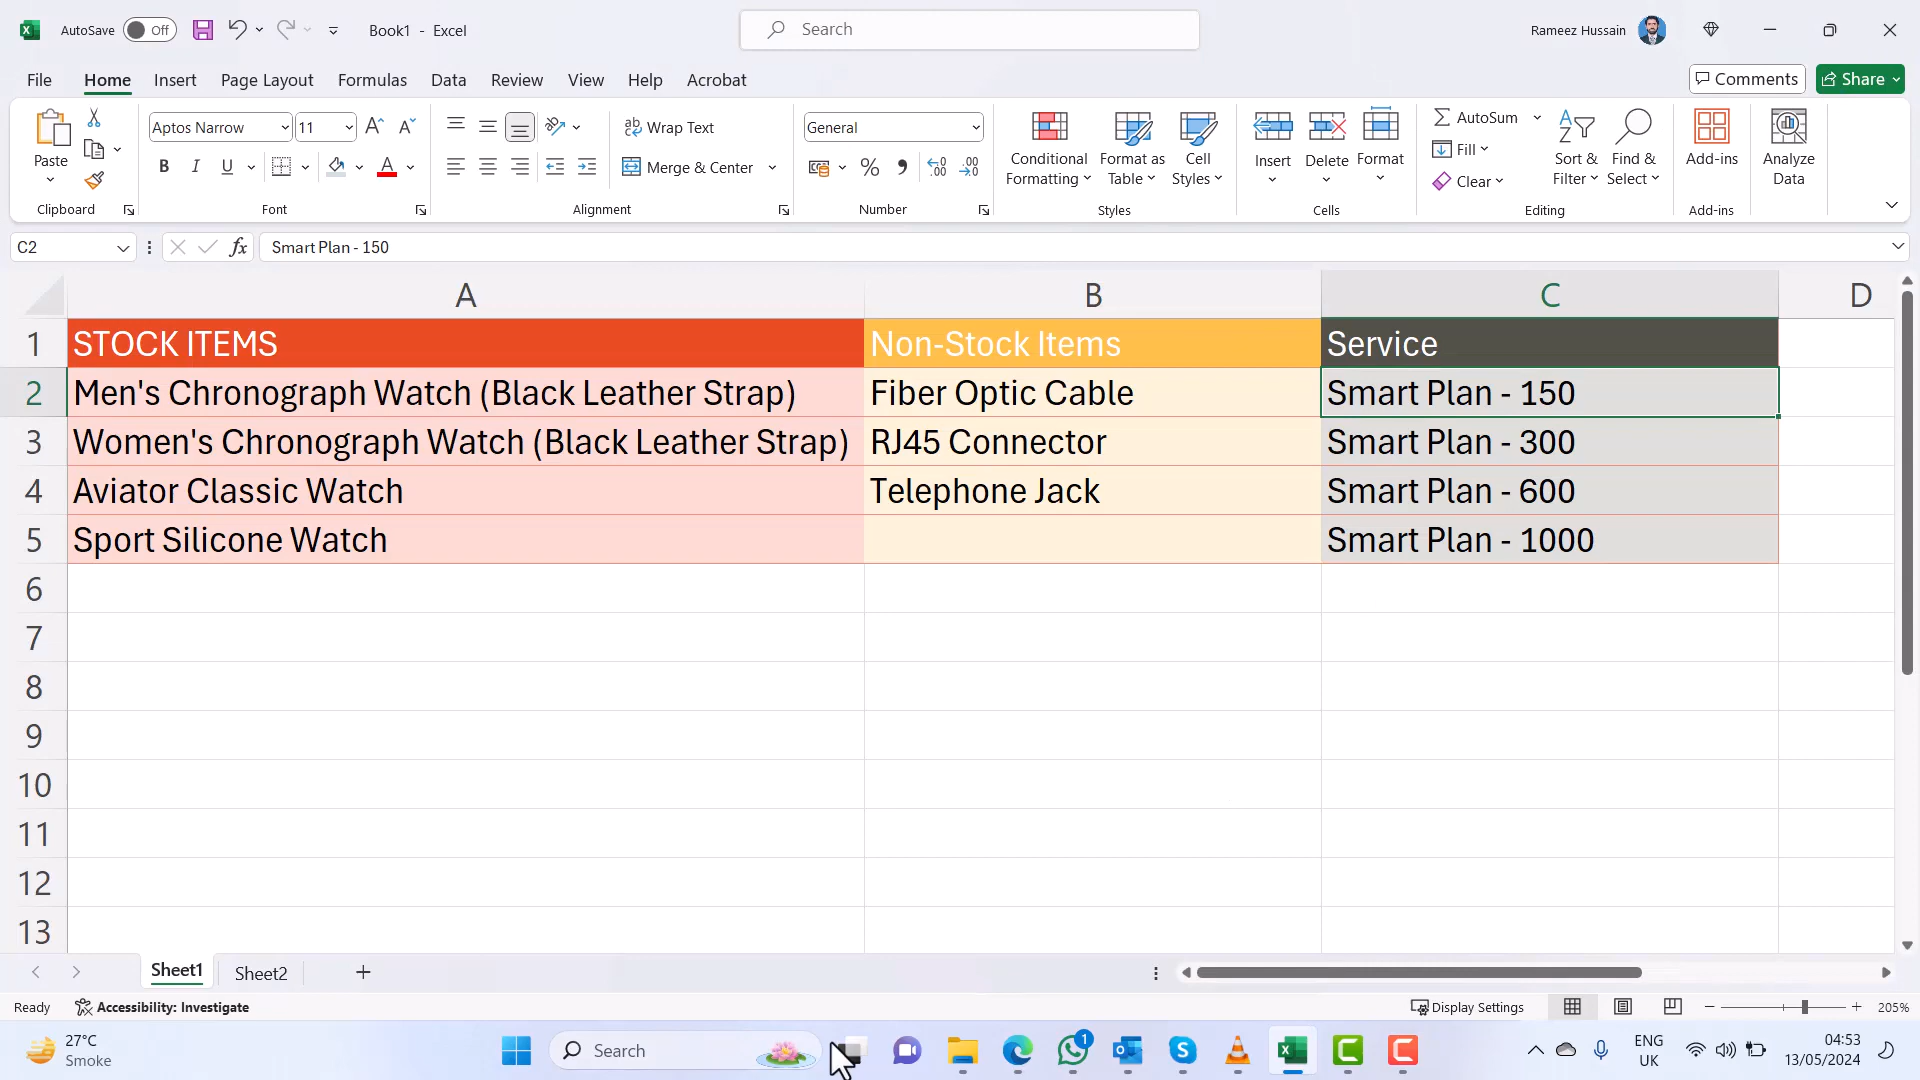 AutoSave Off Book1 - Excel Search Rameez Hussain
File Home Insert Page Layout Formulas Data Review View Help Acrobat Comments Share
Paste Aptos Narrow 11 B I U Wrap Text Merge & Center General % Conditional Formatting Format as Table Cell Styles Insert Delete Format AutoSum Fill Clear Sort & Filter Find & Select Add-ins Analyze Data
Clipboard Font Alignment Number Styles Cells Editing Add-ins
C2 fx Smart Plan - 150
A B C D
1 STOCK ITEMS Non-Stock Items Service
2 Men's Chronograph Watch (Black Leather Strap) Fiber Optic Cable Smart Plan - 150
3 Women's Chronograph Watch (Black Leather Strap) RJ45 Connector Smart Plan - 300
4 Aviator Classic Watch Telephone Jack Smart Plan - 600
5 Sport Silicone Watch Smart Plan - 1000
6
7
8
9
10
11
12
13
Sheet1 Sheet2
Ready Accessibility: Investigate Display Settings 205%
27°C Search 1 ENG 04:53
Smoke UK 13/05/2024